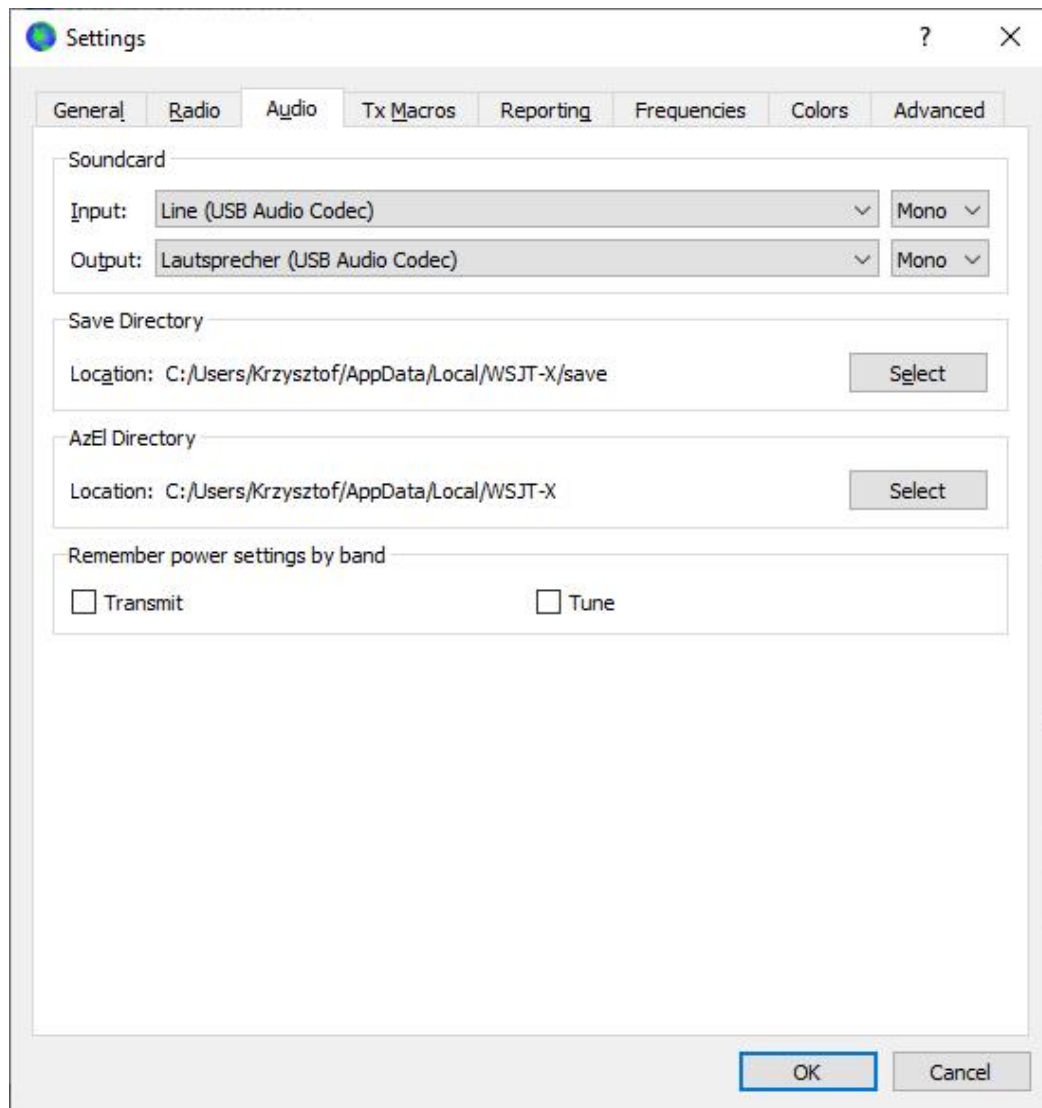 Settings
?
General Radio Audio Tx Macros Reporting Frequencies Colors Advanced
Soundcard
Input: Line (USB Audio Codec) Mono
Output: Lautsprecher (USB Audio Codec) Mono
Save Directory
Location: C:/Users/Krzysztof/AppData/Local/WSJT-X/save Select
AzEl Directory
Location: C:/Users/Krzysztof/AppData/Local/WSJT-X Select
Remember power settings by band
Transmit Tune
OK Cancel